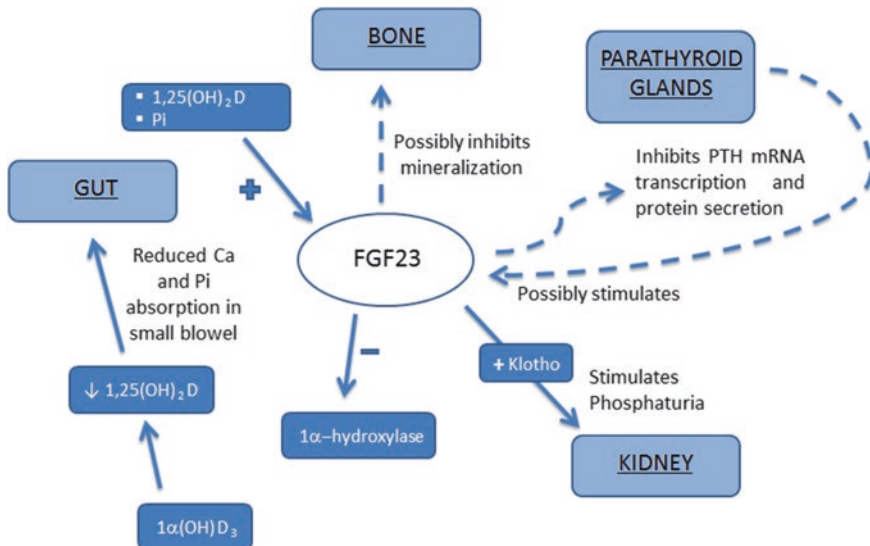 BONE
PARATHYROID
GLANDS
▪ 1,25(OH)₂D
▪ Pi
Possibly inhibits
mineralization
Inhibits PTH mRNA
transcription and
protein secretion
GUT
+
FGF23
Reduced Ca
and Pi
absorption in
small blowel
Possibly stimulates
–
+ Klotho
Stimulates
Phosphaturia
↓ 1,25(OH)₂D
1α–hydroxylase
KIDNEY
1α(OH)D₃